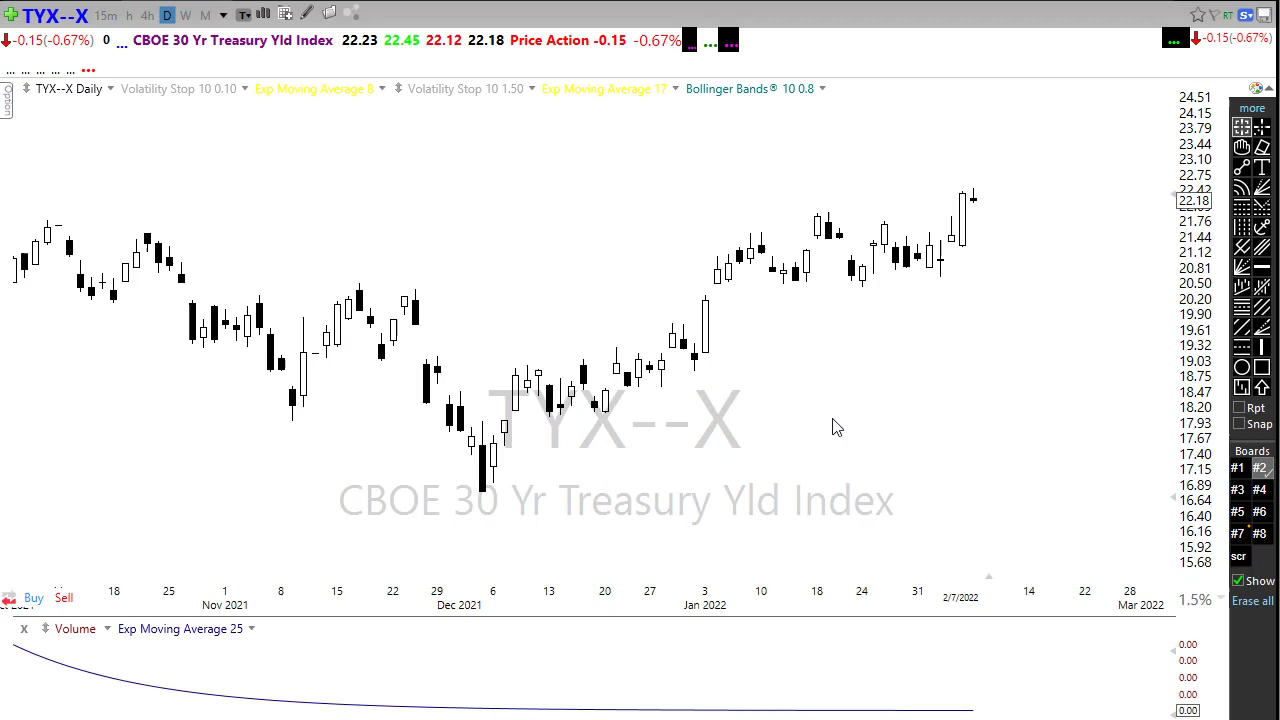 TYX--X 15m h 4h D W M T
RT S
-0.15(-0.67%) 0 ... CBOE 30 Yr Treasury Yld Index 22.23 22.45 22.12 22.18 Price Action -0.15 -0.67% ... ... ... ... -0.15(-0.67%)
... ... ... ... ... ...
Option
TYX--X Daily Volatility Stop 10 0.10 Exp Moving Average 8 Volatility Stop 10 1.50 Exp Moving Average 17 Bollinger Bands® 10 0.8
24.51
24.15
23.79
23.44
23.10
22.75
22.42
22.18
21.76
21.44
21.12
20.81
20.50
20.20
19.90
19.61
19.32
19.03
18.75
18.47
18.20
17.93
17.67
17.40
17.15
16.89
16.64
16.40
16.16
15.92
15.68
TYX--X
CBOE 30 Yr Treasury Yld Index
more
Rpt
Snap
Boards
#1 #2
#3 #4
#5 #6
#7 #8
scr
Show
Erase all
18 25 1 8 15 22 29 6 13 20 27 3 10 18 24 31 14 22 28
Nov 2021 Dec 2021 Jan 2022 2/7/2022 Mar 2022
Buy Sell
1.5%
X Volume Exp Moving Average 25
0.00
0.00
0.00
0.00
0.00